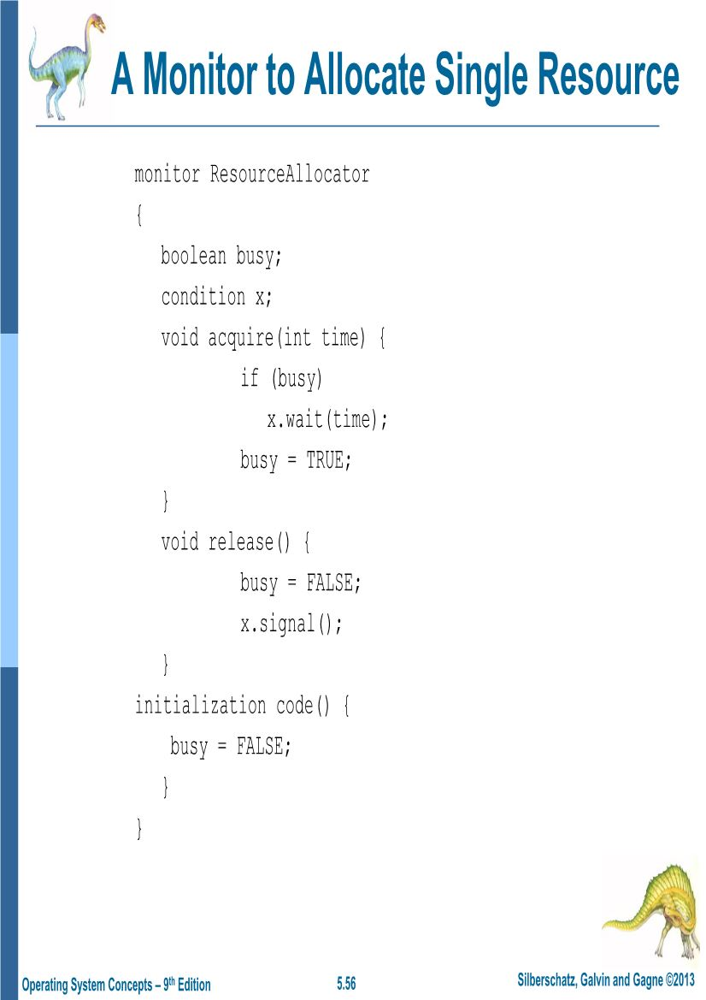 A Monitor to Allocate Single Resource
monitor ResourceAllocator
{
boolean busy;
condition x;
void acquire(int time) {
if (busy)
x.wait(time);
busy = TRUE;
}
void release() {
busy = FALSE;
x.signal();
}
initialization code() {
busy = FALSE;
}
}
Operating System Concepts – 9th Edition
5.56
Silberschatz, Galvin and Gagne ©2013